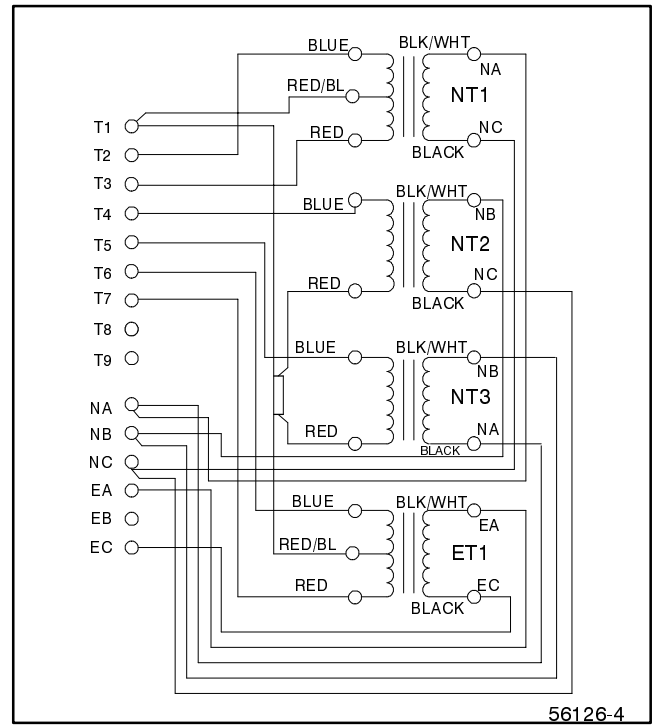 BLUE
BLK/WHT
NA
RED/BL
NT1
T1
RED
NC
BLACK
T2
T3
BLK/WHT
BLUE
NB
T4
T5
NT2
T6
NC
RED
BLACK
T7
T8
BLUE
BLK/WHT
T9
NB
NT3
NA
NA
RED
NB
BLACK
NC
EA
BLUE
BLK/WHT
EB
EA
EC
RED/BL
ET1
RED
EC
BLACK
56126-4